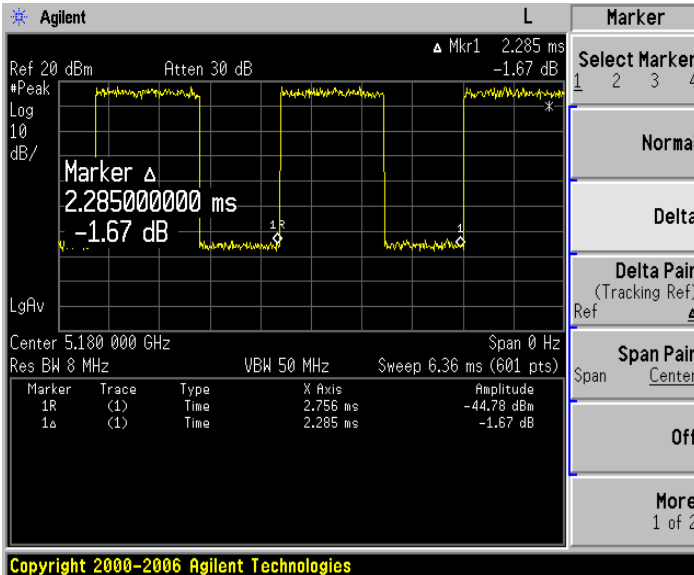 Agilent L Marker
Δ Mkr1 2.285 ms
Ref 20 dBm Atten 30 dB -1.67 dB
#Peak
Log
10
dB/
Marker Δ
2.285000000 ms
-1.67 dB
1R
1
LgAv
Center 5.180 000 GHz Span 0 Hz
Res BW 8 MHz VBW 50 MHz Sweep 6.36 ms (601 pts)
Marker Trace Type X Axis Amplitude
1R (1) Time 2.756 ms -44.78 dBm
1Δ (1) Time 2.285 ms -1.67 dB
Select Marker
1 2 3 4
Norma
Delta
Delta Pair
(Tracking Ref)
Ref Δ
Span Pair
Span Center
Off
More
1 of 2
Copyright 2000-2006 Agilent Technologies